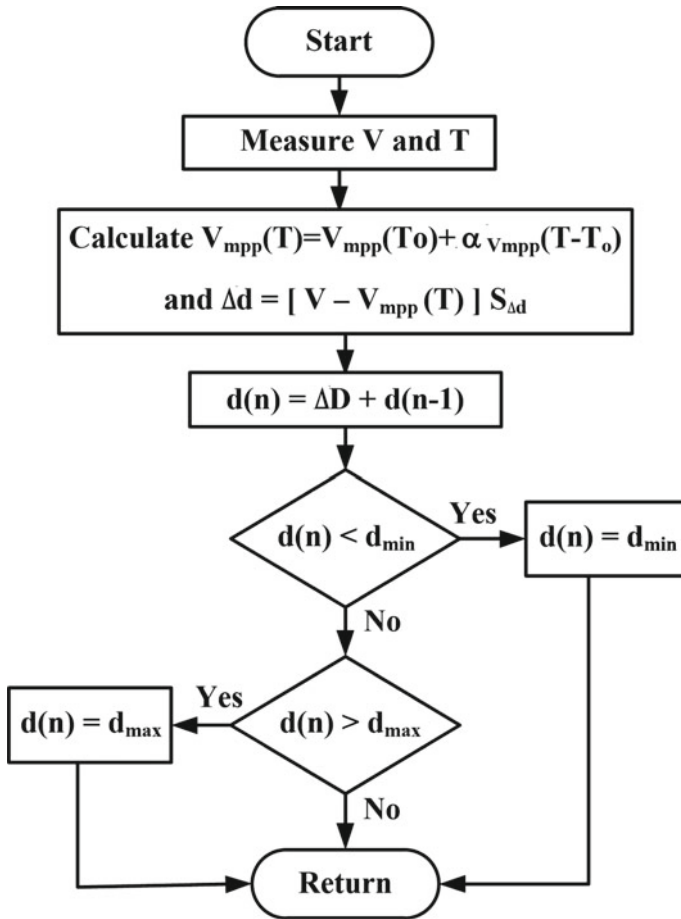 Start
Measure V and T
Calculate Vmpp(T)=Vmpp(To)+ α Vmpp(T-To)
and Δd = [ V – Vmpp (T) ] SΔd
d(n) = ΔD + d(n-1)
d(n) < dmin
Yes
d(n) = dmin
No
d(n) = dmax
Yes
d(n) > dmax
No
Return